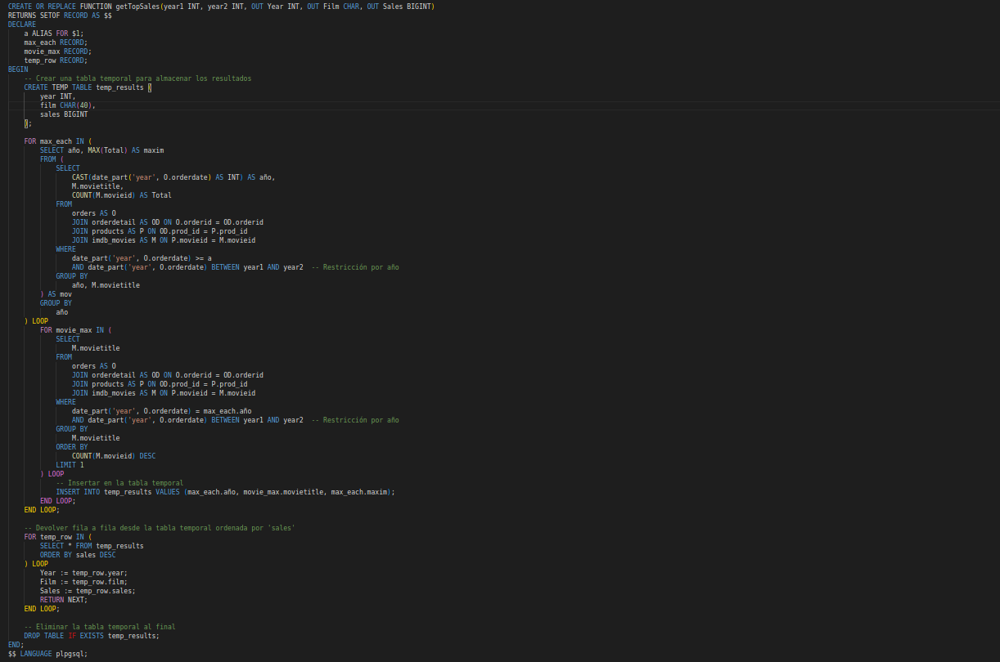 CREATE OR REPLACE FUNCTION getTopSales(year1 INT, year2 INT, OUT Year INT, OUT Film CHAR, OUT Sales BIGINT)
RETURNS SETOF RECORD AS $$
DECLARE
    a ALIAS FOR $1;
    max_each RECORD;
    movie_max RECORD;
    temp_row RECORD;
BEGIN
    -- Crear una tabla temporal para almacenar los resultados
    CREATE TEMP TABLE temp_results (
        year INT,
        film CHAR(40),
        sales BIGINT
    );
    FOR max_each IN (
        SELECT año, MAX(Total) AS maxim
        FROM (
            SELECT
                CAST(date_part('year', O.orderdate) AS INT) AS año,
                M.movietitle,
                COUNT(M.movieid) AS Total
            FROM
                orders AS O
                JOIN orderdetail AS OD ON O.orderid = OD.orderid
                JOIN products AS P ON OD.prod_id = P.prod_id
                JOIN imdb_movies AS M ON P.movieid = M.movieid
            WHERE
                date_part('year', O.orderdate) >= a
                AND date_part('year', O.orderdate) BETWEEN year1 AND year2  -- Restricción por año
            GROUP BY
                año, M.movietitle
        ) AS mov
        GROUP BY
            año
    ) LOOP
        FOR movie_max IN (
            SELECT
                M.movietitle
            FROM
                orders AS O
                JOIN orderdetail AS OD ON O.orderid = OD.orderid
                JOIN products AS P ON OD.prod_id = P.prod_id
                JOIN imdb_movies AS M ON P.movieid = M.movieid
            WHERE
                date_part('year', O.orderdate) = max_each.año
                AND date_part('year', O.orderdate) BETWEEN year1 AND year2  -- Restricción por año
            GROUP BY
                M.movietitle
            ORDER BY
                COUNT(M.movieid) DESC
            LIMIT 1
        ) LOOP
            -- Insertar en la tabla temporal
            INSERT INTO temp_results VALUES (max_each.año, movie_max.movietitle, max_each.maxim);
        END LOOP;
    END LOOP;
    -- Devolver fila a fila desde la tabla temporal ordenada por 'sales'
    FOR temp_row IN (
        SELECT * FROM temp_results
        ORDER BY sales DESC
    ) LOOP
        Year := temp_row.year;
        Film := temp_row.film;
        Sales := temp_row.sales;
        RETURN NEXT;
    END LOOP;
    -- Eliminar la tabla temporal al final
    DROP TABLE IF EXISTS temp_results;
END;
$$ LANGUAGE plpgsql;